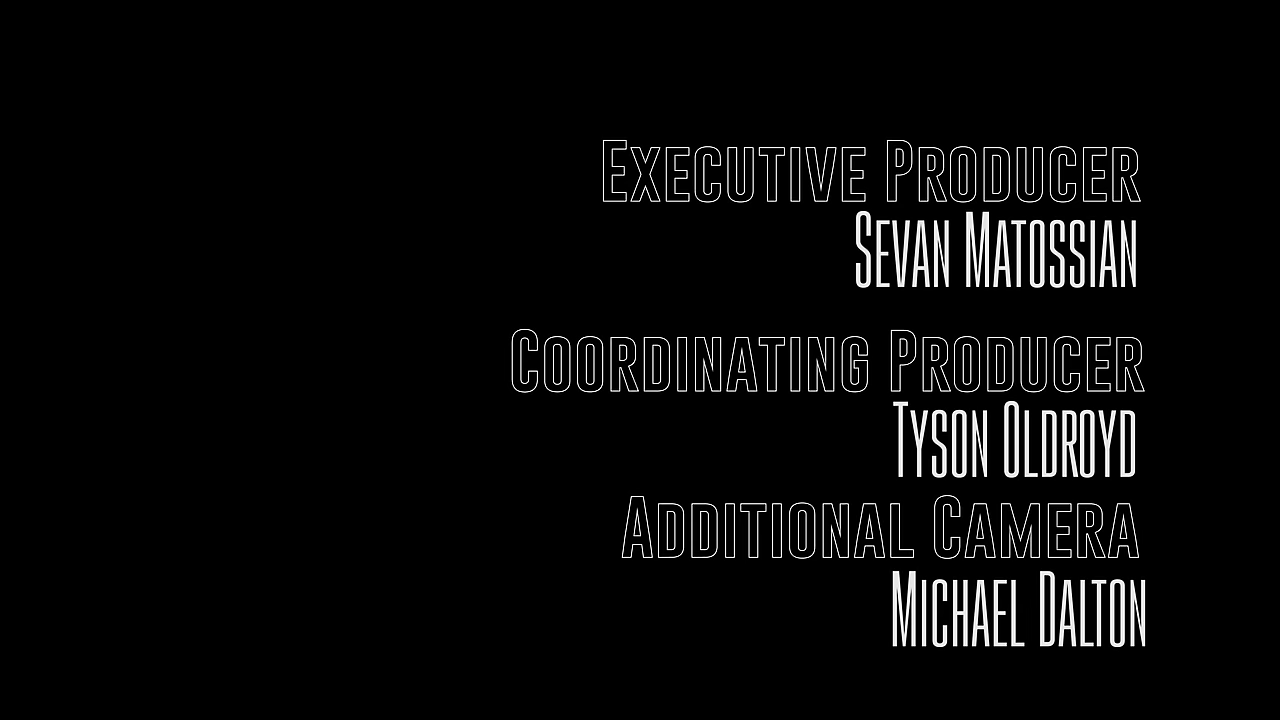 Executive Producer
Sevan Matossian
Coordinating Producer
Tyson Oldroyd
Additional Camera
Michael Dalton